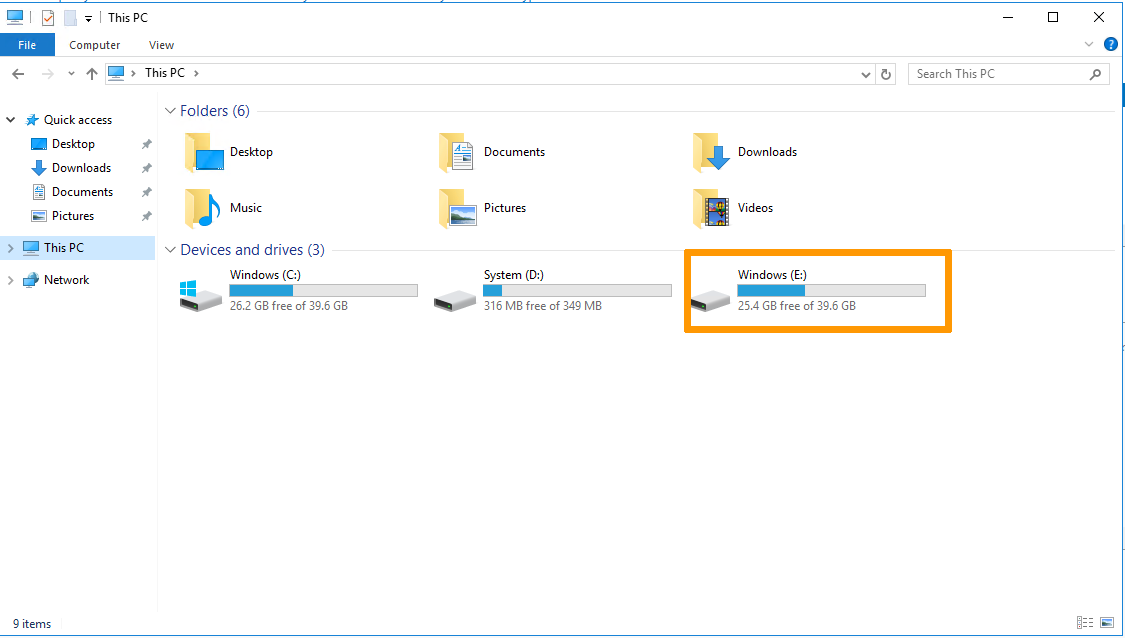 This PC
File Computer View
This PC
Search This PC
Quick access
Desktop
Downloads
Documents
Pictures
This PC
Network
Folders (6)
Desktop
Documents
Downloads
Music
Pictures
Videos
Devices and drives (3)
Windows (C:)
26.2 GB free of 39.6 GB
System (D:)
316 MB free of 349 MB
Windows (E:)
25.4 GB free of 39.6 GB
9 items